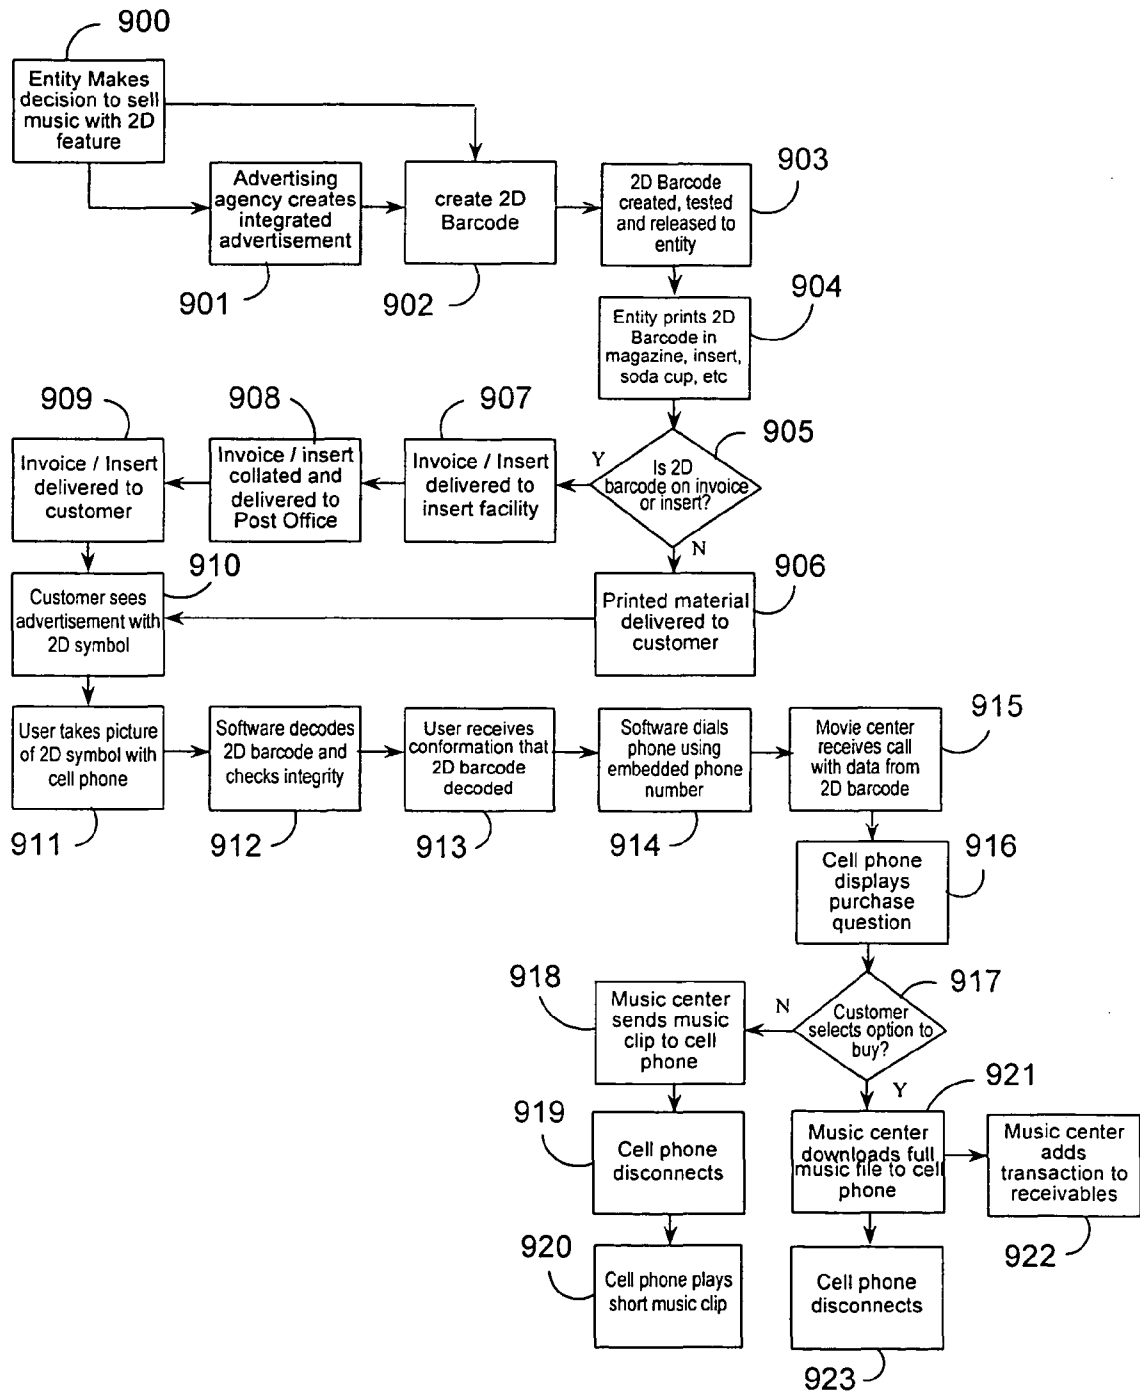 900
Entity Makes
decision to sell
music with 2D
feature
Advertising
agency creates
integrated
advertisement
901
create 2D
Barcode
902
2D Barcode
created, tested
and released to
entity
903
Entity prints 2D
Barcode in
magazine, insert,
soda cup, etc
904
Is 2D
barcode on invoice
or insert?
905
Y
N
Invoice / Insert
delivered to
insert facility
907
Invoice / insert
collated and
delivered to
Post Office
908
Invoice / Insert
delivered to
customer
909
Printed material
delivered to
customer
906
Customer sees
advertisement with
2D symbol
910
User takes picture
of 2D symbol with
cell phone
911
Software decodes
2D barcode and
checks integrity
912
User receives
conformation that
2D barcode
decoded
913
Software dials
phone using
embedded phone
number
914
Movie center
receives call
with data from
2D barcode
915
Cell phone
displays
purchase
question
916
Customer
selects option to
buy?
917
N
Y
Music center
sends music
clip to cell
phone
918
Cell phone
disconnects
919
Cell phone plays
short music clip
920
Music center
downloads full
music file to cell
phone
921
Music center
adds
transaction to
receivables
922
Cell phone
disconnects
923